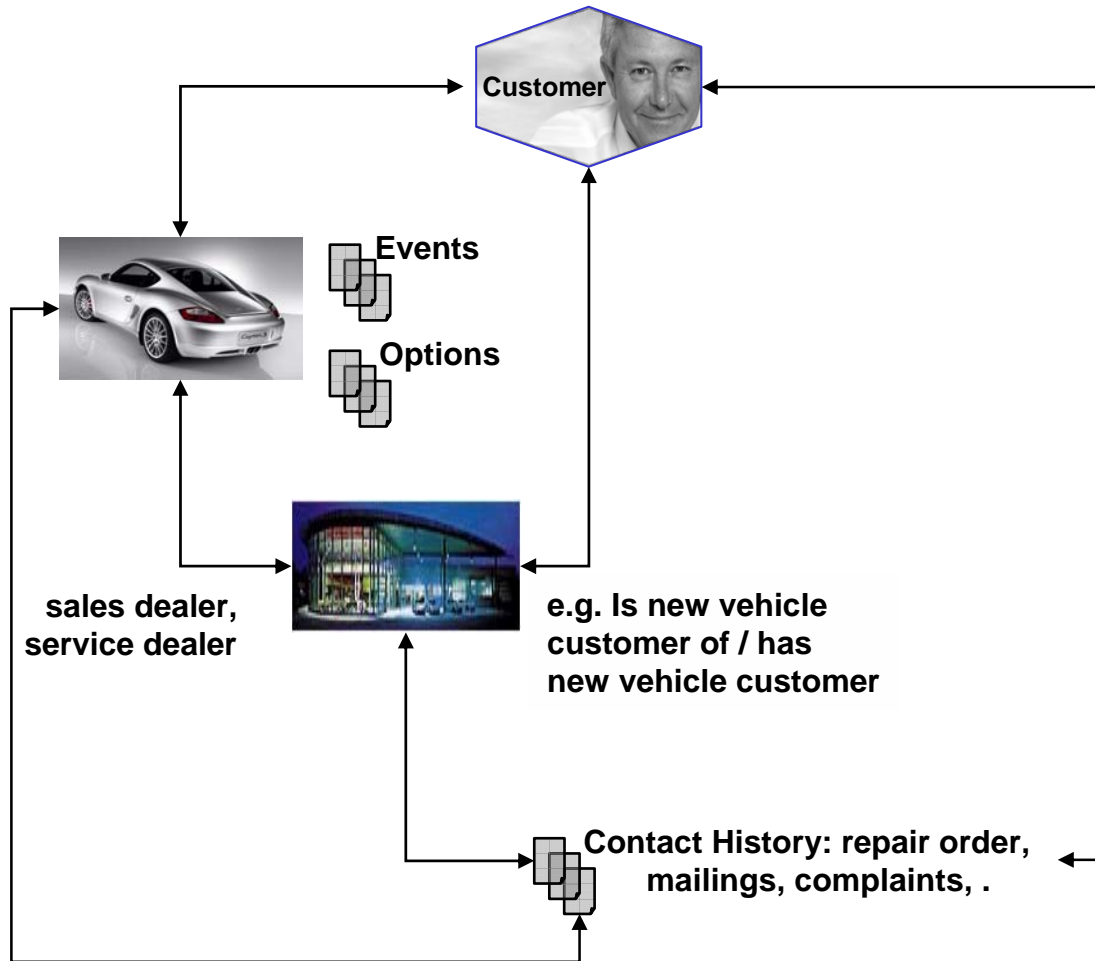 Customer
Events
Options
sales dealer,
service dealer
e.g. Is new vehicle
customer of / has
new vehicle customer
Contact History: repair order,
mailings, complaints, .